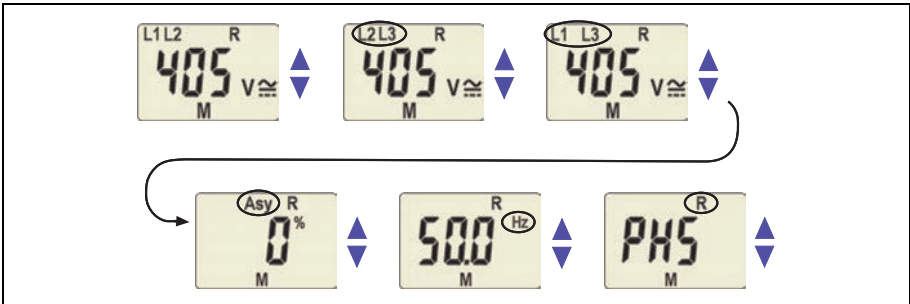 L1 L2 R
405 V≅
M
L2 L3 R
405 V≅
M
L1 L3 R
405 V≅
M
Asy R
0 %
M
R
50.0 Hz
M
R
PHS
M